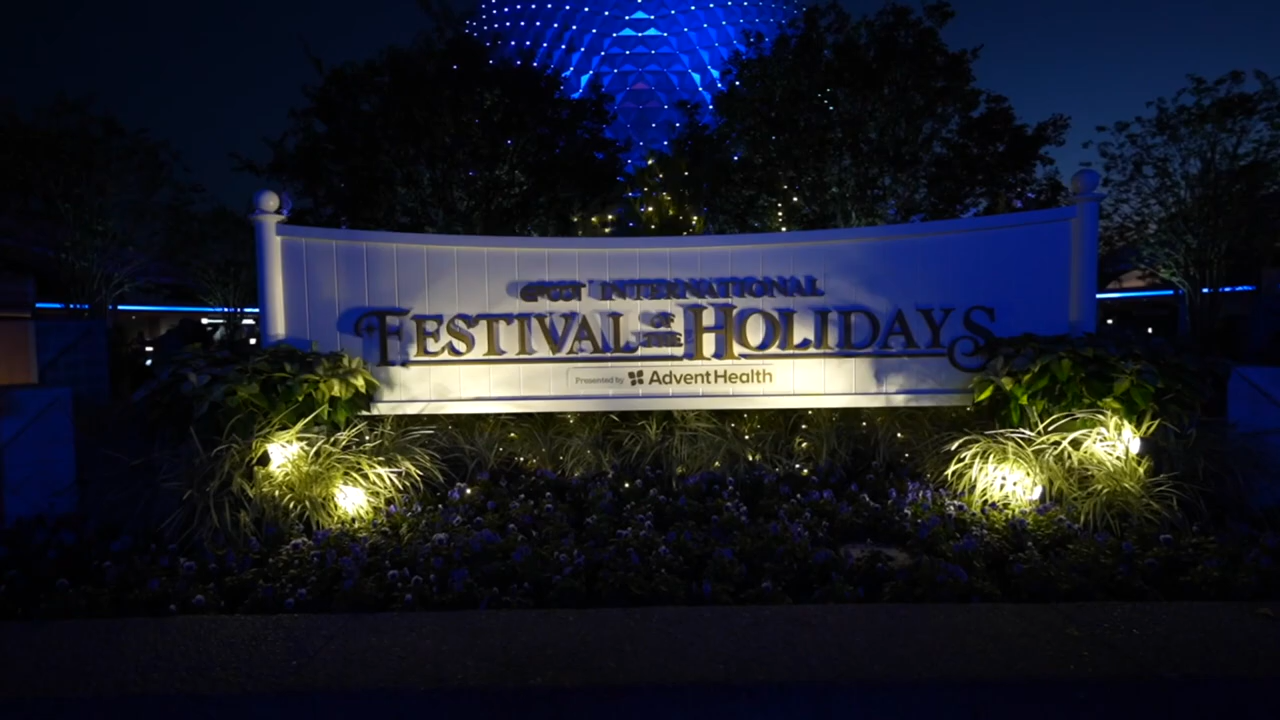 epcot INTERNATIONAL
FESTIVAL OF THE HOLIDAYS
Presented by AdventHealth